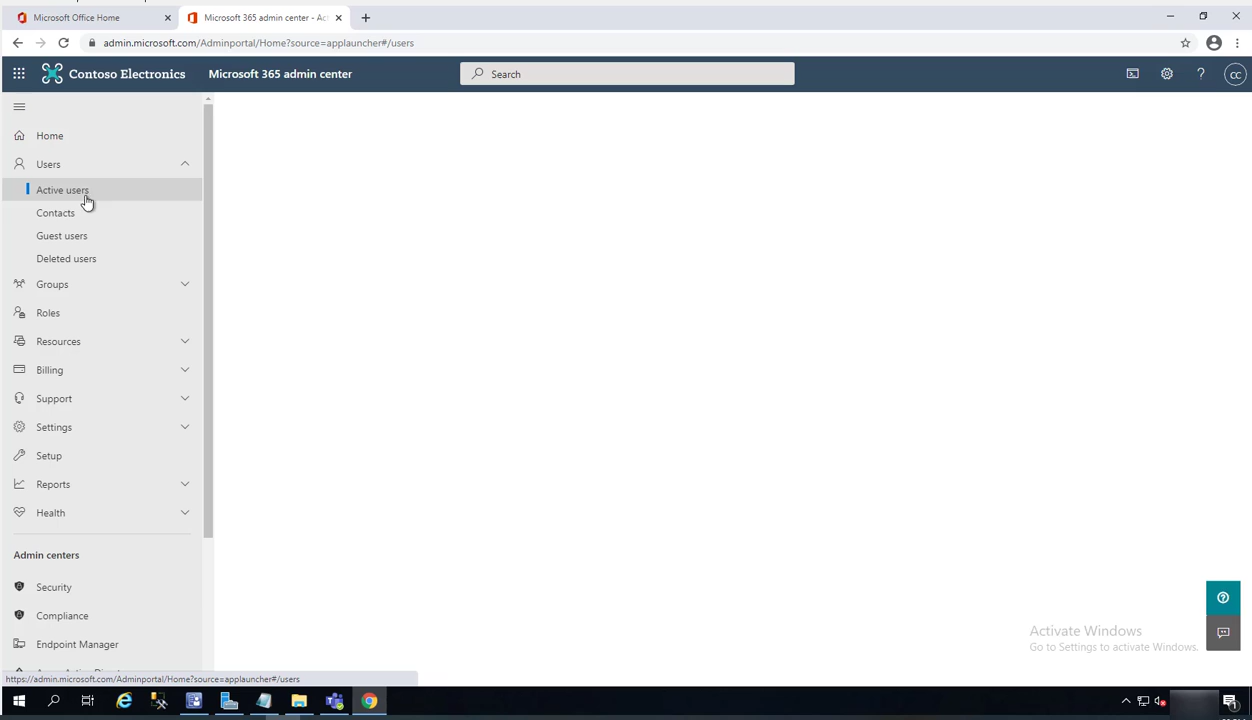 Microsoft Office Home
Microsoft 365 admin center - Act
admin.microsoft.com/Adminportal/Home?source=applauncher#/users
Contoso Electronics
Microsoft 365 admin center
Search
CC
Home
Users
Active users
Contacts
Guest users
Deleted users
Groups
Roles
Resources
Billing
Support
Settings
Setup
Reports
Health
Admin centers
Security
Compliance
Endpoint Manager
Activate Windows
Go to Settings to activate Windows.
https://admin.microsoft.com/Adminportal/Home?source=applauncher#/users